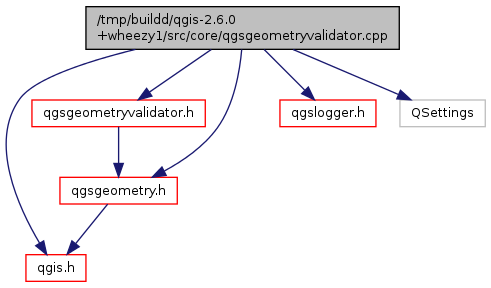 /tmp/buildd/qgis-2.6.0
+wheezy1/src/core/qgsgeometryvalidator.cpp
qgsgeometryvalidator.h
qgslogger.h
QSettings
qgsgeometry.h
qgis.h